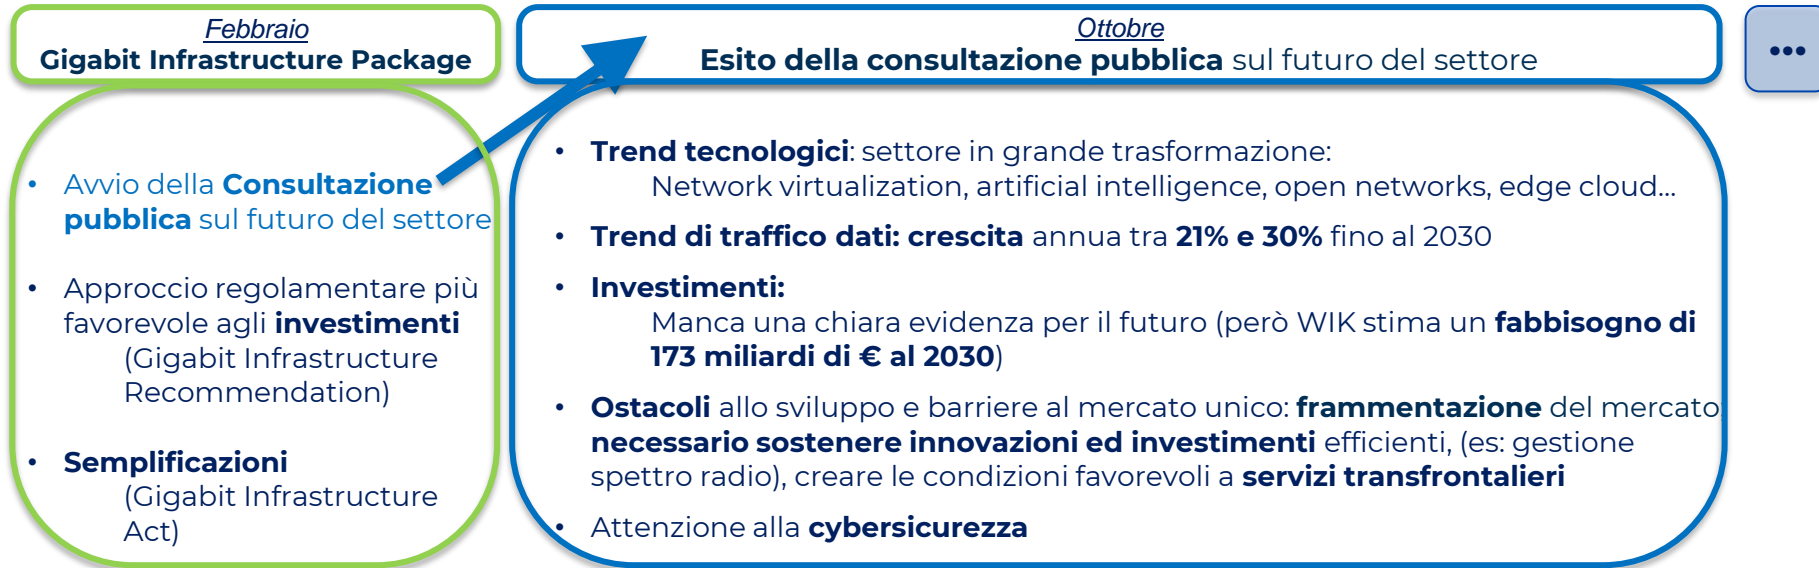 Febbraio
Gigabit Infrastructure Package
• Avvio della Consultazione
pubblica sul futuro del settore
• Approccio regolamentare più
favorevole agli investimenti
(Gigabit Infrastructure
Recommendation)
• Semplificazioni
(Gigabit Infrastructure
Act)
Ottobre
Esito della consultazione pubblica sul futuro del settore
• Trend tecnologici: settore in grande trasformazione:
Network virtualization, artificial intelligence, open networks, edge cloud…
• Trend di traffico dati: crescita annua tra 21% e 30% fino al 2030
• Investimenti:
Manca una chiara evidenza per il futuro (però WIK stima un fabbisogno di
173 miliardi di € al 2030)
• Ostacoli allo sviluppo e barriere al mercato unico: frammentazione del mercato
necessario sostenere innovazioni ed investimenti efficienti, (es: gestione
spettro radio), creare le condizioni favorevoli a servizi transfrontalieri
• Attenzione alla cybersicurezza
…